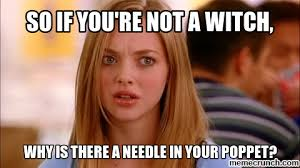 SO IF YOU'RE NOT A WITCH,
WHY IS THERE A NEEDLE IN YOUR POPPET?
memecrunch.com